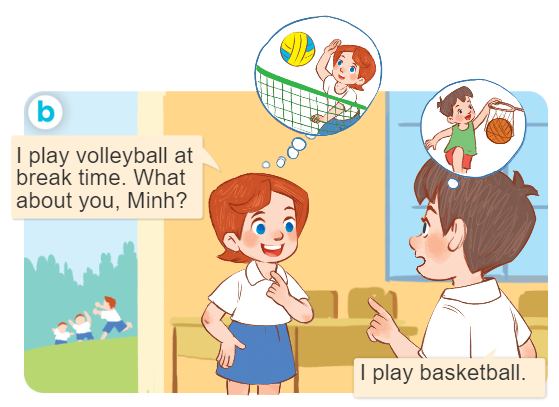 b
I play volleyball at
break time. What
about you, Minh?
I play basketball.